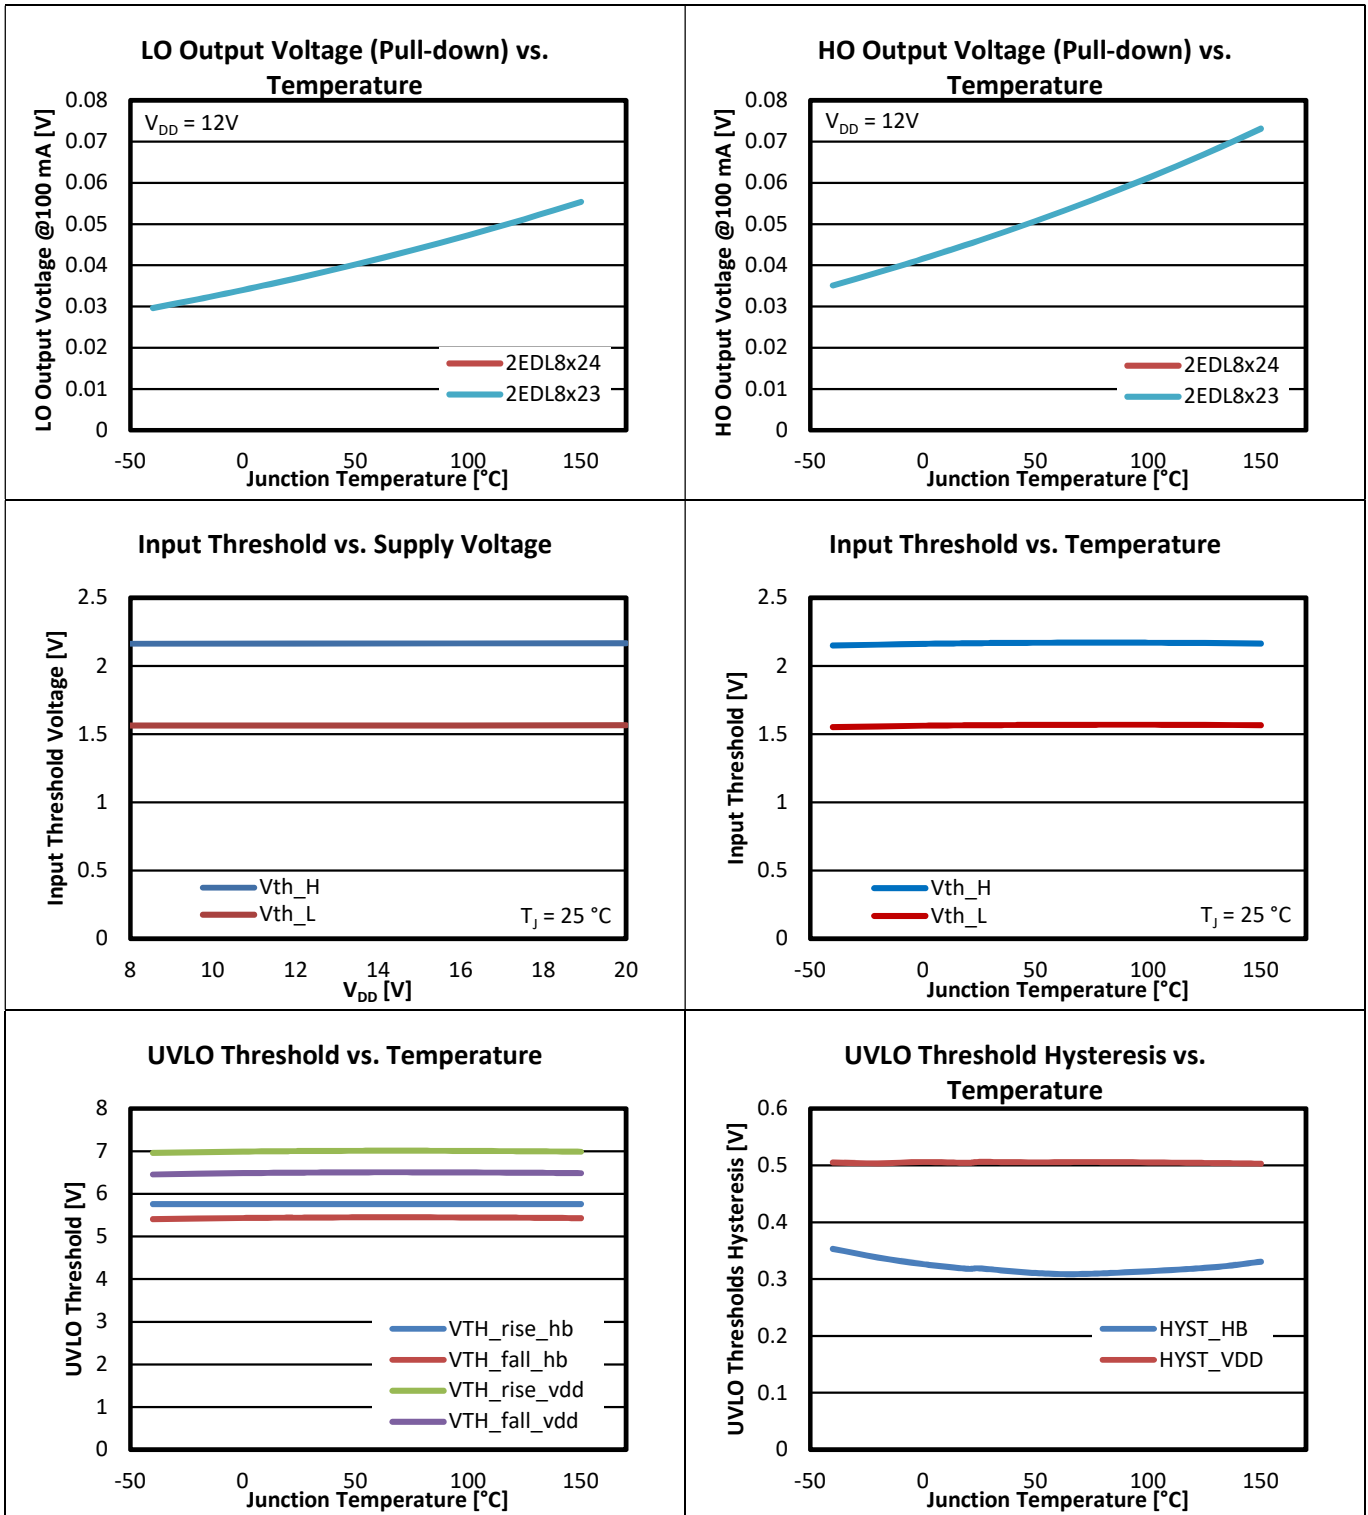 LO Output Voltage (Pull-down) vs.
Temperature
LO Output Votlage @100 mA [V]
0.08
0.07
0.06
0.05
0.04
0.03
0.02
0.01
0
V_DD = 12V
2EDL8x24
2EDL8x23
-50 0 50 100 150
Junction Temperature [°C]
HO Output Voltage (Pull-down) vs.
Temperature
HO Output Votlage @100 mA [V]
0.08
0.07
0.06
0.05
0.04
0.03
0.02
0.01
0
V_DD = 12V
2EDL8x24
2EDL8x23
-50 0 50 100 150
Junction Temperature [°C]
Input Threshold vs. Supply Voltage
Input Threshold Voltage [V]
2.5
2
1.5
1
0.5
0
Vth_H
Vth_L
T_J = 25 °C
8 10 12 14 16 18 20
V_DD [V]
Input Threshold vs. Temperature
Input Threshold [V]
2.5
2
1.5
1
0.5
0
Vth_H
Vth_L
T_J = 25 °C
-50 0 50 100 150
Junction Temperature [°C]
UVLO Threshold vs. Temperature
UVLO Threshold [V]
8
7
6
5
4
3
2
1
0
VTH_rise_hb
VTH_fall_hb
VTH_rise_vdd
VTH_fall_vdd
-50 0 50 100 150
Junction Temperature [°C]
UVLO Threshold Hysteresis vs.
Temperature
UVLO Thresholds Hysteresis [V]
0.6
0.5
0.4
0.3
0.2
0.1
0
HYST_HB
HYST_VDD
-50 0 50 100 150
Junction Temperature [°C]